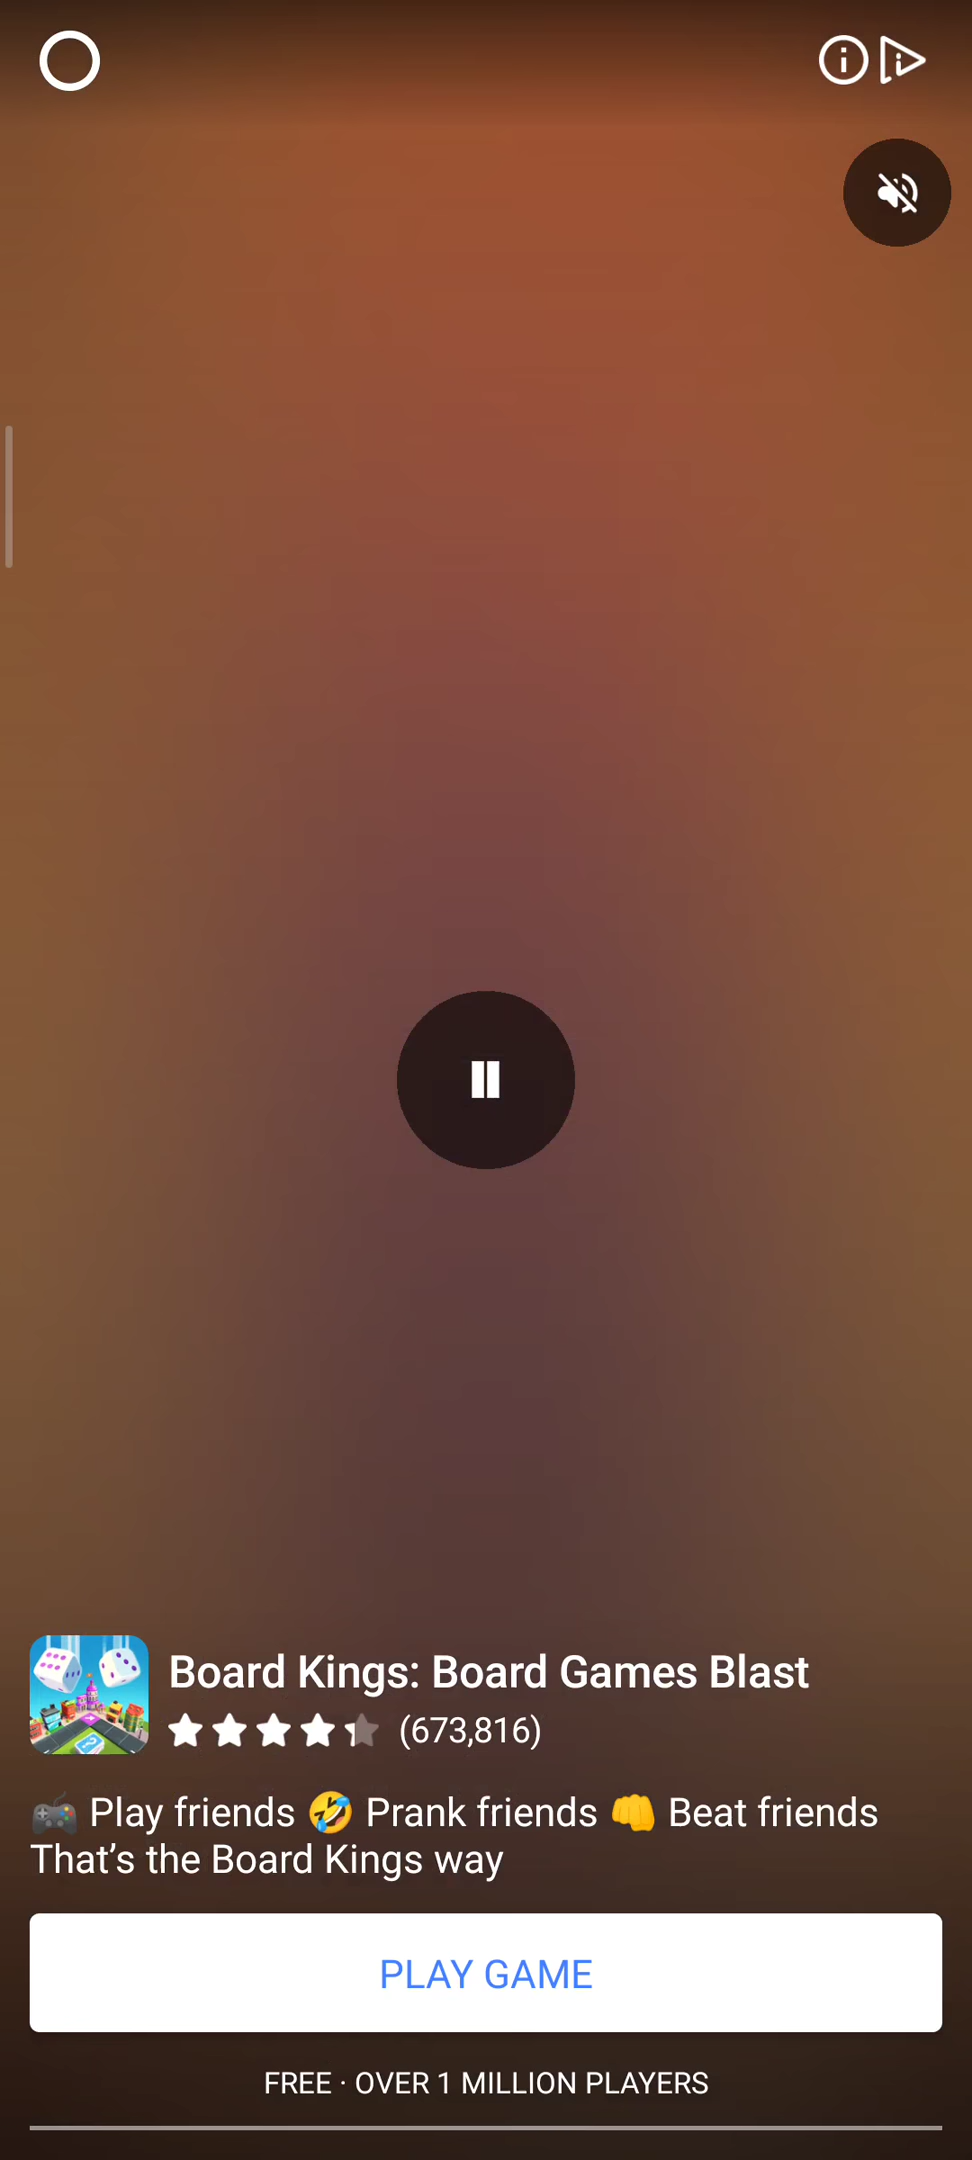 Board Kings: Board Games Blast
(673,816)
🎮 Play friends 🤣 Prank friends 👊 Beat friends
That’s the Board Kings way
PLAY GAME
FREE · OVER 1 MILLION PLAYERS